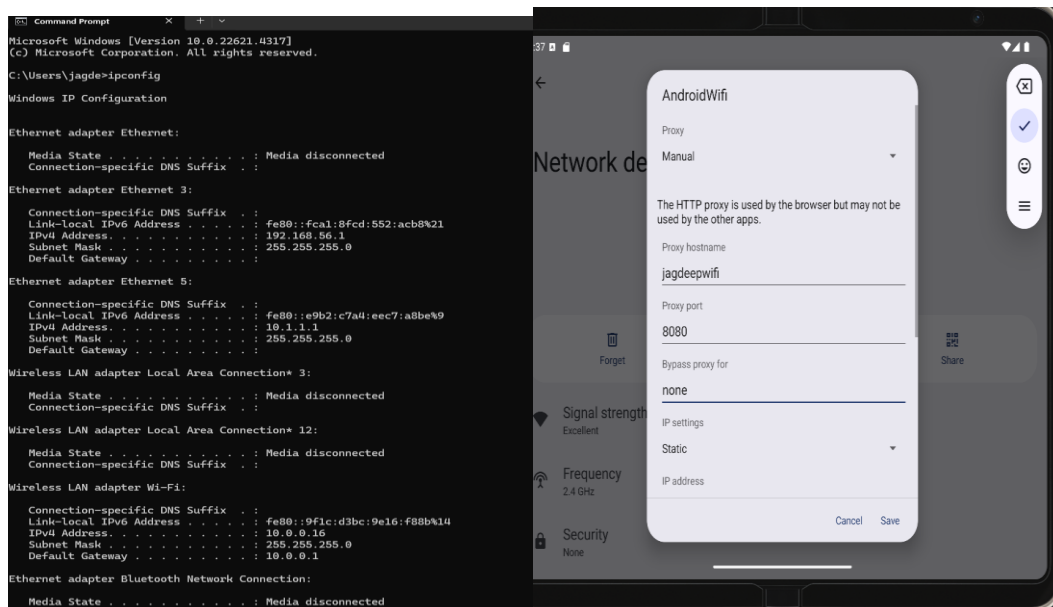 Command Prompt
Microsoft Windows [Version 10.0.22621.4317]
(c) Microsoft Corporation. All rights reserved.
C:\Users\jagde>ipconfig
Windows IP Configuration
Ethernet adapter Ethernet:
Media State . . . . . . . . . . . : Media disconnected
Connection-specific DNS Suffix  . :
Ethernet adapter Ethernet 3:
Connection-specific DNS Suffix  . :
Link-local IPv6 Address . . . . . : fe80::fca1:8fcd:552:acb8%21
IPv4 Address. . . . . . . . . . . : 192.168.56.1
Subnet Mask . . . . . . . . . . . : 255.255.255.0
Default Gateway . . . . . . . . . :
Ethernet adapter Ethernet 5:
Connection-specific DNS Suffix  . :
Link-local IPv6 Address . . . . . : fe80::e9b2:c7a4:eec7:a8be%9
IPv4 Address. . . . . . . . . . . : 10.1.1.1
Subnet Mask . . . . . . . . . . . : 255.255.255.0
Default Gateway . . . . . . . . . :
Wireless LAN adapter Local Area Connection* 3:
Media State . . . . . . . . . . . : Media disconnected
Connection-specific DNS Suffix  . :
Wireless LAN adapter Local Area Connection* 12:
Media State . . . . . . . . . . . : Media disconnected
Connection-specific DNS Suffix  . :
Wireless LAN adapter Wi-Fi:
Connection-specific DNS Suffix  . :
Link-local IPv6 Address . . . . . : fe80::9f1c:d3bc:9e16:f88b%14
IPv4 Address. . . . . . . . . . . : 10.0.0.16
Subnet Mask . . . . . . . . . . . : 255.255.255.0
Default Gateway . . . . . . . . . : 10.0.0.1
Ethernet adapter Bluetooth Network Connection:
Media State . . . . . . . . . . . : Media disconnected
:37
Network de
Forget
Share
Signal strength
Excellent
Frequency
2.4 GHz
Security
None
AndroidWifi
Proxy
Manual
The HTTP proxy is used by the browser but may not be
used by the other apps.
Proxy hostname
jagdeepwifi
Proxy port
8080
Bypass proxy for
none
IP settings
Static
IP address
Cancel Save